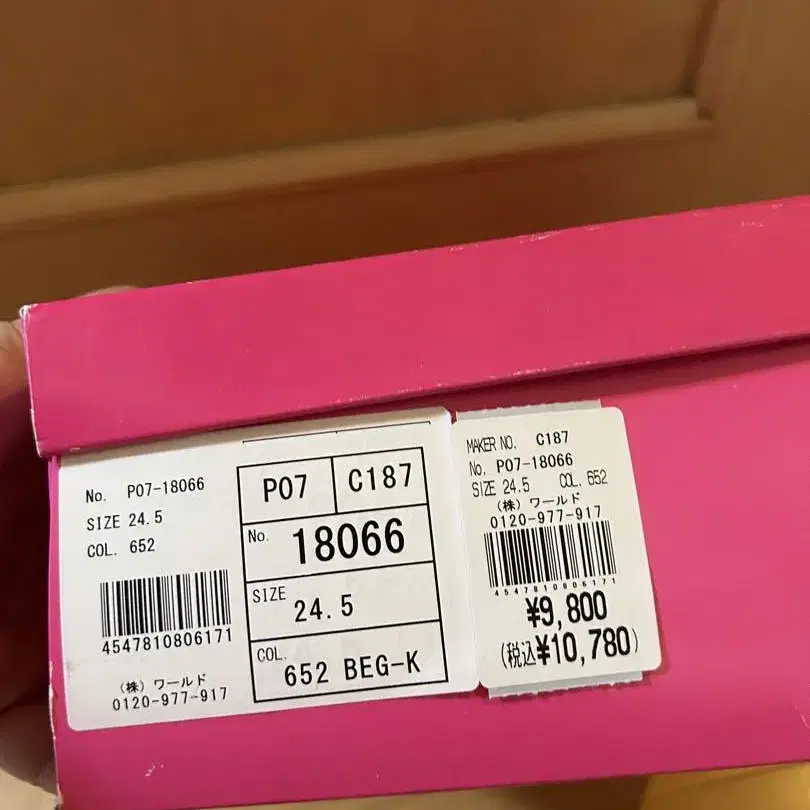 No. P07-18066
SIZE 24.5
COL. 652
4547810806171
（株）ワールド
0120-977-917
P07 C187
No. 18066
SIZE 24.5
COL. 652 BEG-K
MAKER NO. C187
No. P07-18066
SIZE 24.5 COL. 652
（株）ワールド
0120-977-917
4547810806171
¥9,800
(税込¥10,780)